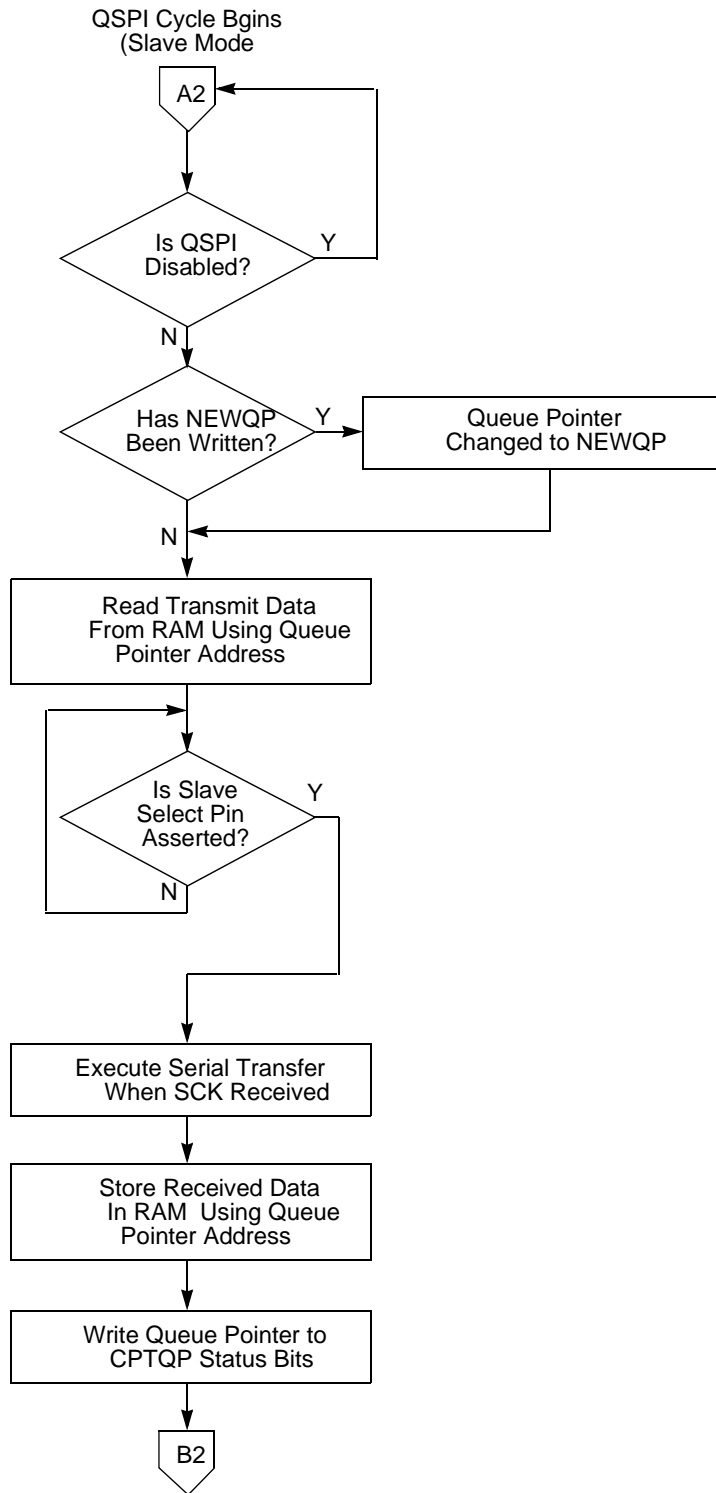 QSPI Cycle Bgins
(Slave Mode
A2
Is QSPI
Disabled?
Y
N
Has NEWQP
Been Written?
Y
Queue Pointer
Changed to NEWQP
N
Read Transmit Data
From RAM Using Queue
Pointer Address
Is Slave
Select Pin
Asserted?
Y
N
Execute Serial Transfer
When SCK Received
Store Received Data
In RAM Using Queue
Pointer Address
Write Queue Pointer to
CPTQP Status Bits
B2